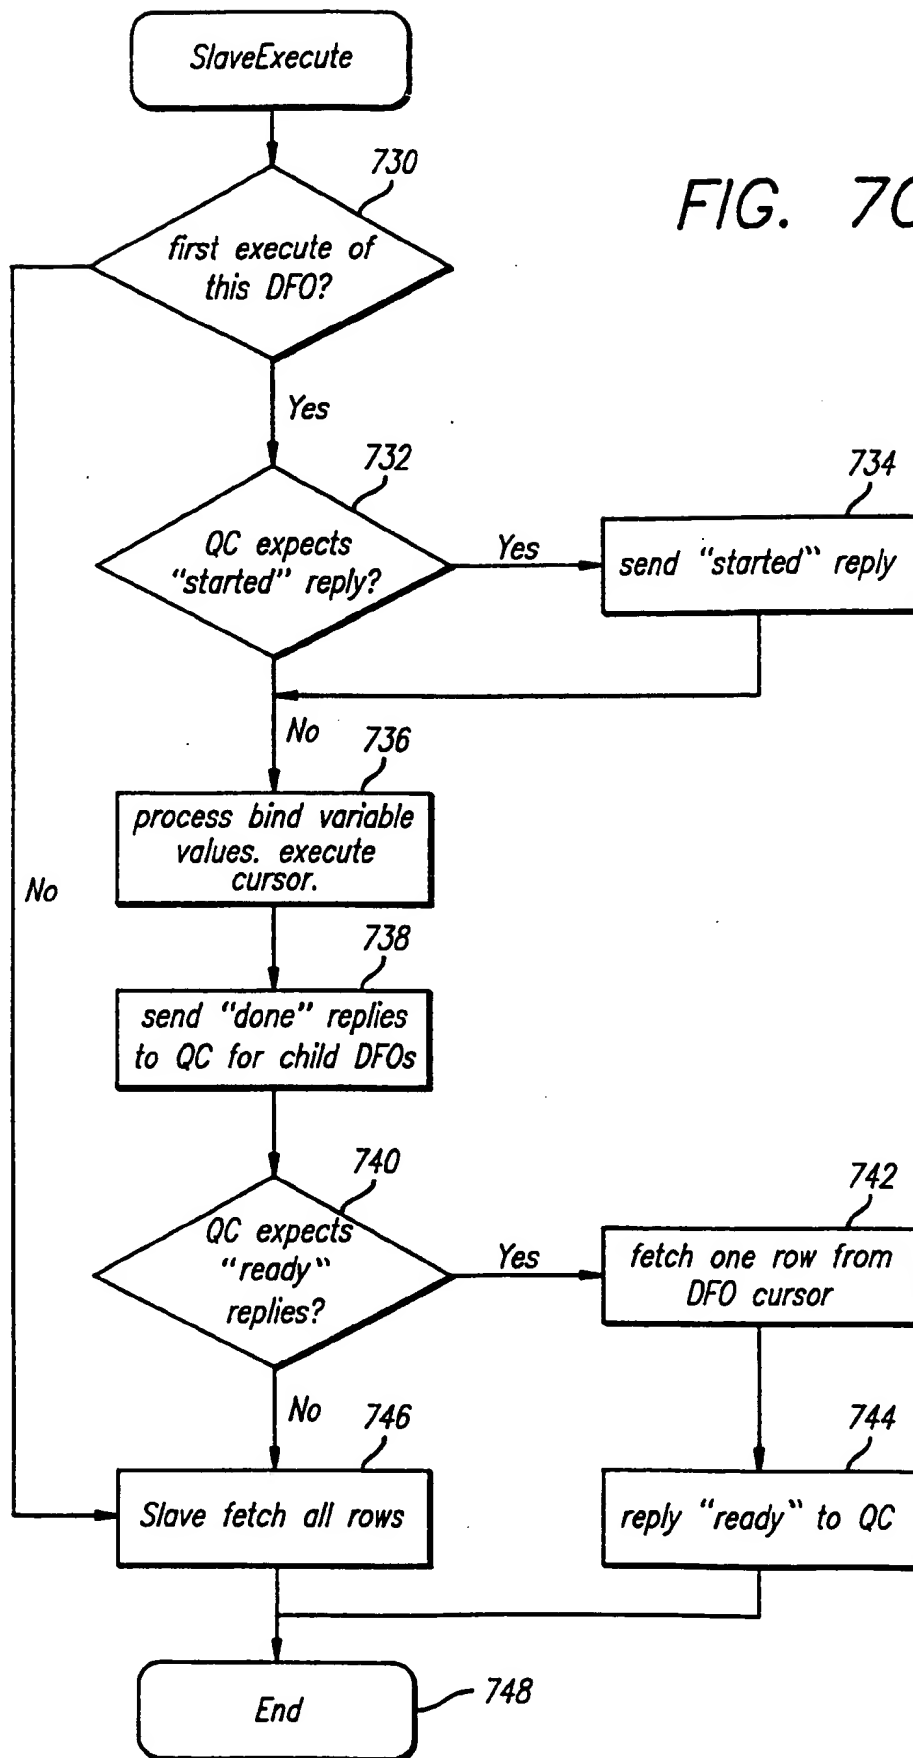 SlaveExecute
730
FIG. 7C
first execute of
this DFO?
Yes
732
734
QC expects
"started" reply?
Yes
send "started" reply
No
736
process bind variable
values. execute
cursor.
No
738
send "done" replies
to QC for child DFOs
740
742
QC expects
"ready"
replies?
Yes
fetch one row from
DFO cursor
No
746
744
Slave fetch all rows
reply "ready" to QC
End
748